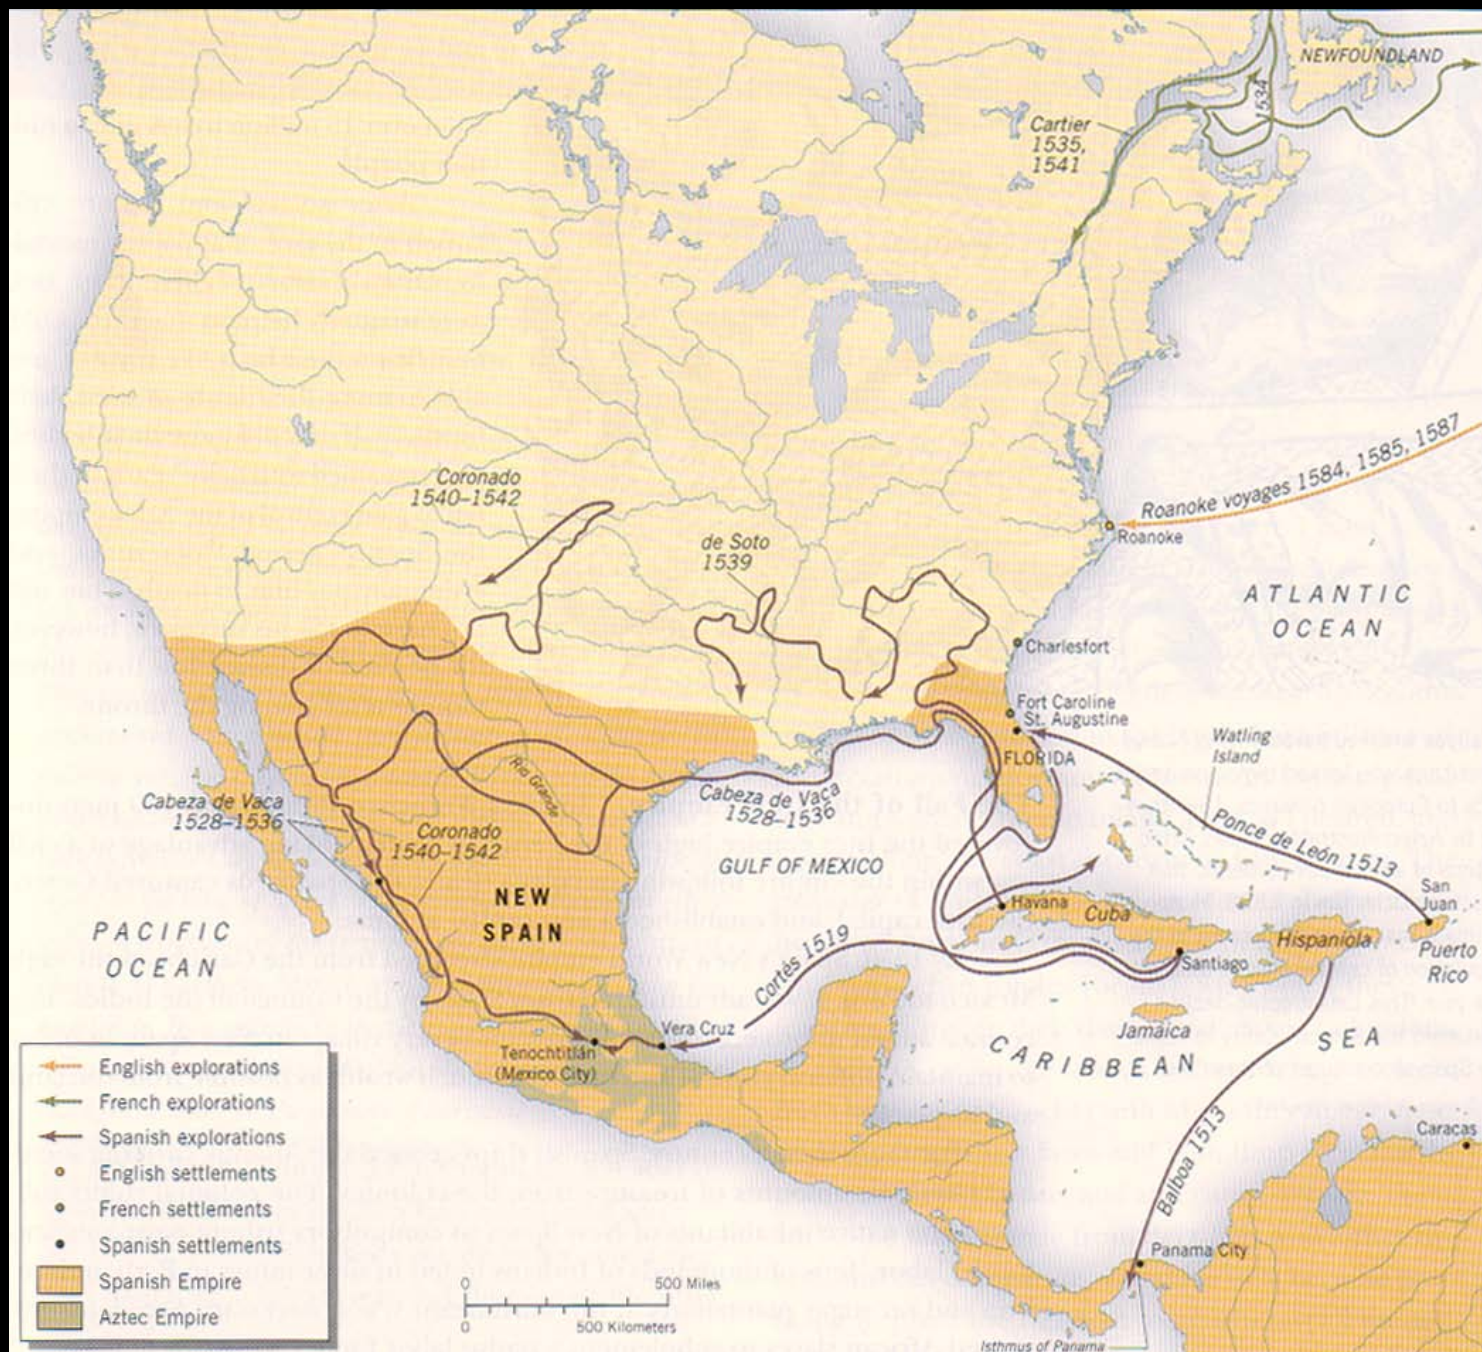 NEWFOUNDLAND
1534
Cartier
1535,
1541
Roanoke voyages 1584, 1585, 1587
Roanoke
Coronado
1540–1542
de Soto
1539
ATLANTIC
OCEAN
Charlesfort
Fort Caroline
St. Augustine
FLORIDA
Watling
Island
Ponce de León 1513
Rio Grande
Cabeza de Vaca
1528–1536
Cabeza de Vaca
1528–1536
Coronado
1540–1542
GULF OF MEXICO
NEW
SPAIN
PACIFIC
OCEAN
Havana
Cuba
San
Juan
Hispaniola
Puerto
Rico
Santiago
Cortés 1519
Jamaica
CARIBBEAN
SEA
Vera Cruz
Tenochtitlán
(Mexico City)
Balboa 1513
Caracas
Panama City
Isthmus of Panama
English explorations
French explorations
Spanish explorations
English settlements
French settlements
Spanish settlements
Spanish Empire
Aztec Empire
0 500 Miles
0 500 Kilometers